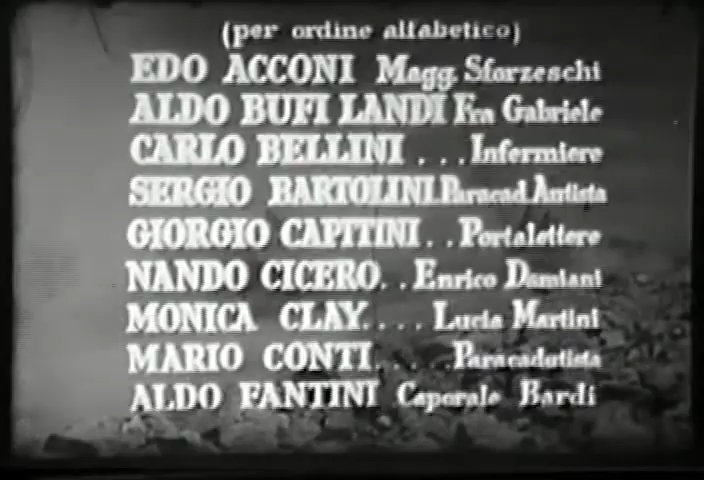 (per ordine alfabetico)
EDO ACCONI Magg. Sforzeschi
ALDO BUFI LANDI Fra Gabriele
CARLO BELLINI ... Infermiere
SERGIO BARTOLINI Paracad. Artista
GIORGIO CAPITINI .. Portalettere
NANDO CICERO.. Enrico Damiani
MONICA CLAY.... Lucia Martini
MARIO CONTI..... Paracadutista
ALDO FANTINI Caporale Bardi